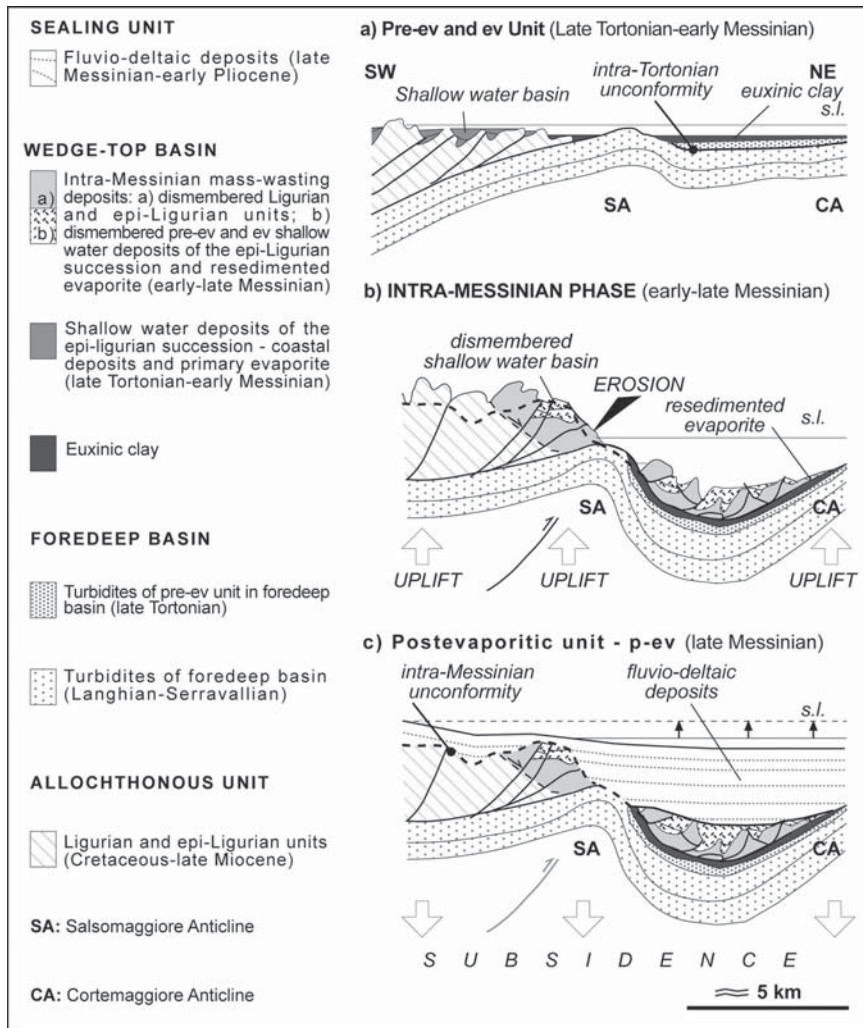 SEALING UNIT
Fluvio-deltaic deposits (late
Messinian-early Pliocene)
WEDGE-TOP BASIN
Intra-Messinian mass-wasting
deposits: a) dismembered Ligurian
and epi-Ligurian units; b)
dismembered pre-ev and ev shallow
water deposits of the epi-Ligurian
succession and resedimented
evaporite (early-late Messinian)
a)
b)
Shallow water deposits of the
epi-ligurian succession - coastal
deposits and primary evaporite
(late Tortonian-early Messinian)
Euxinic clay
FOREDEEP BASIN
Turbidites of pre-ev unit in foredeep
basin (late Tortonian)
Turbidites of foredeep basin
(Langhian-Serravallian)
ALLOCHTHONOUS UNIT
Ligurian and epi-Ligurian units
(Cretaceous-late Miocene)
SA: Salsomaggiore Anticline
CA: Cortemaggiore Anticline
a) Pre-ev and ev Unit (Late Tortonian-early Messinian)
SW
NE
Shallow water basin
intra-Tortonian
unconformity
euxinic clay
s.l.
SA
CA
b) INTRA-MESSINIAN PHASE (early-late Messinian)
dismembered
shallow water basin
EROSION
resedimented
evaporite
s.l.
SA
CA
UPLIFT
UPLIFT
UPLIFT
c) Postevaporitic unit - p-ev (late Messinian)
intra-Messinian
unconformity
fluvio-deltaic
deposits
s.l.
SA
CA
S U B S I D E N C E
5 km